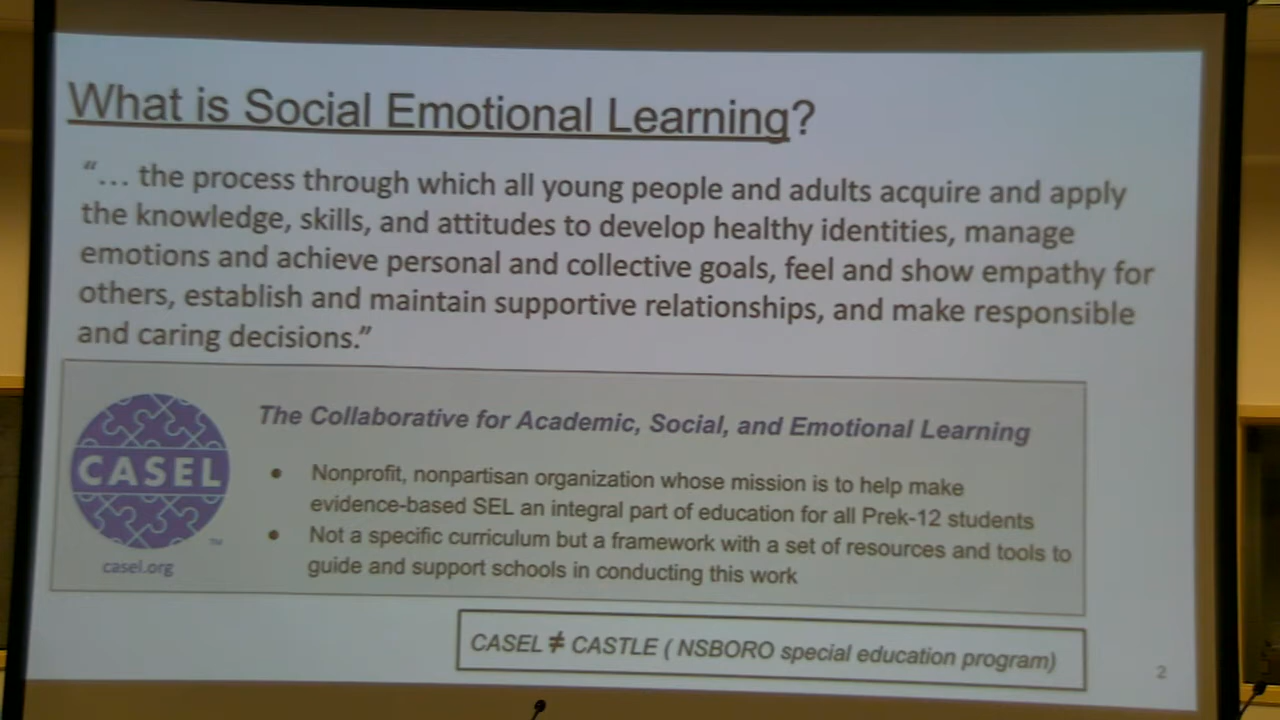 What is Social Emotional Learning?
“... the process through which all young people and adults acquire and apply
the knowledge, skills, and attitudes to develop healthy identities, manage
emotions and achieve personal and collective goals, feel and show empathy for
others, establish and maintain supportive relationships, and make responsible
and caring decisions.”
The Collaborative for Academic, Social, and Emotional Learning
CASEL
TM
casel.org
● Nonprofit, nonpartisan organization whose mission is to help make
evidence-based SEL an integral part of education for all Prek-12 students
● Not a specific curriculum but a framework with a set of resources and tools to
guide and support schools in conducting this work
CASEL ≠ CASTLE ( NSBORO special education program)
2